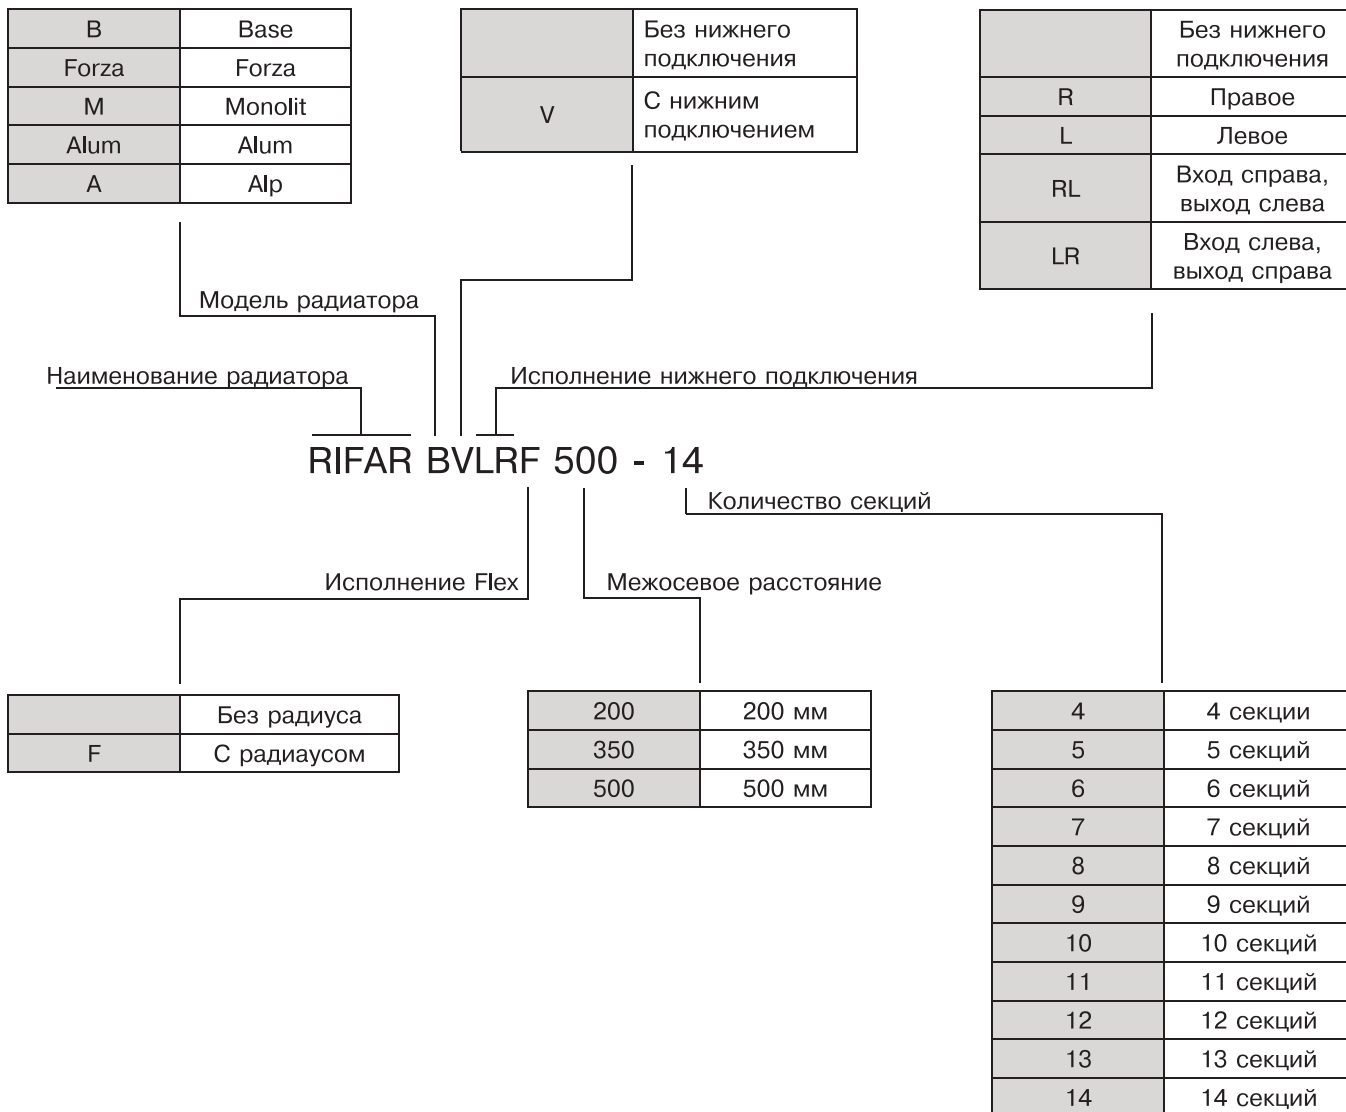 B Base
Forza Forza
M Monolit
Alum Alum
A Alp
Без нижнего
подключения
V С нижним
подключением
Без нижнего
подключения
R Правое
L Левое
RL Вход справа,
выход слева
LR Вход слева,
выход справа
Модель радиатора
Наименование радиатора
Исполнение нижнего подключения
RIFAR BVLRF 500 - 14
Количество секций
Исполнение Flex
Межосевое расстояние
Без радиуса
F С радиаусом
200 200 мм
350 350 мм
500 500 мм
4 4 секции
5 5 секций
6 6 секций
7 7 секций
8 8 секций
9 9 секций
10 10 секций
11 11 секций
12 12 секций
13 13 секций
14 14 секций